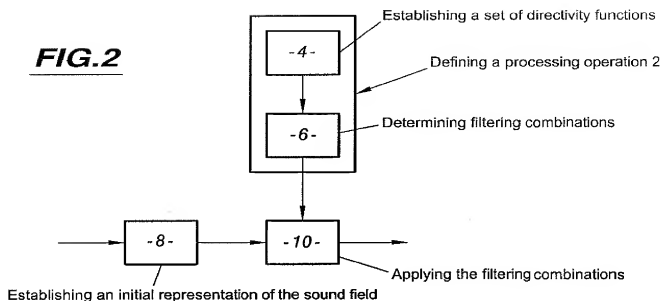 FIG.2
Establishing a set of directivity functions
-4-
Defining a processing operation 2
-6-
Determining filtering combinations
-8-
-10-
Applying the filtering combinations
Establishing an initial representation of the sound field